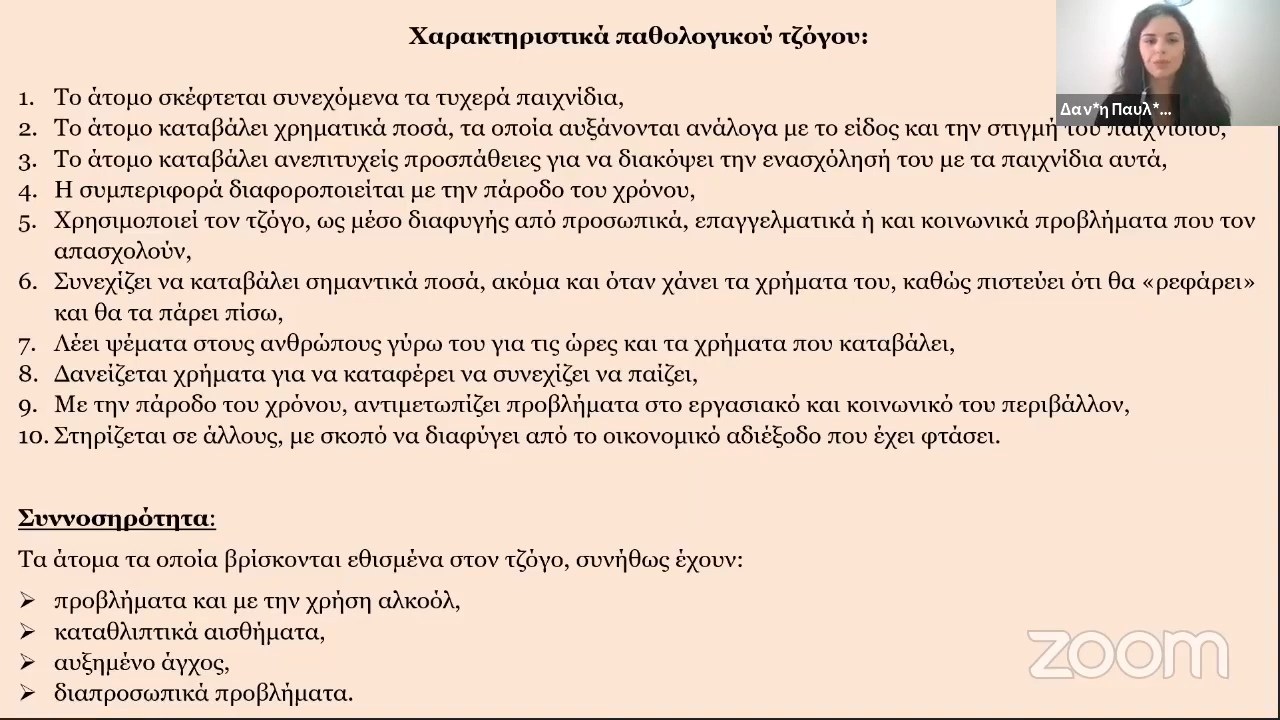 Χαρακτηριστικά παθολογικού τζόγου:
Δαν*η Παυλ*...
1. Το άτομο σκέφτεται συνεχόμενα τα τυχερά παιχνίδια,
2. Το άτομο καταβάλει χρηματικά ποσά, τα οποία αυξάνονται ανάλογα με το είδος και την στιγμή του παιχνιδιού,
3. Το άτομο καταβάλει ανεπιτυχείς προσπάθειες για να διακόψει την ενασχόλησή του με τα παιχνίδια αυτά,
4. Η συμπεριφορά διαφοροποιείται με την πάροδο του χρόνου,
5. Χρησιμοποιεί τον τζόγο, ως μέσο διαφυγής από προσωπικά, επαγγελματικά ή και κοινωνικά προβλήματα που τον
απασχολούν,
6. Συνεχίζει να καταβάλει σημαντικά ποσά, ακόμα και όταν χάνει τα χρήματα του, καθώς πιστεύει ότι θα «ρεφάρει»
και θα τα πάρει πίσω,
7. Λέει ψέματα στους ανθρώπους γύρω του για τις ώρες και τα χρήματα που καταβάλει,
8. Δανείζεται χρήματα για να καταφέρει να συνεχίζει να παίζει,
9. Με την πάροδο του χρόνου, αντιμετωπίζει προβλήματα στο εργασιακό και κοινωνικό του περιβάλλον,
10. Στηρίζεται σε άλλους, με σκοπό να διαφύγει από το οικονομικό αδιέξοδο που έχει φτάσει.
Συννοσηρότητα:
Τα άτομα τα οποία βρίσκονται εθισμένα στον τζόγο, συνήθως έχουν:
➢ προβλήματα και με την χρήση αλκοόλ,
➢ καταθλιπτικά αισθήματα,
➢ αυξημένο άγχος,
➢ διαπροσωπικά προβλήματα.
zoom